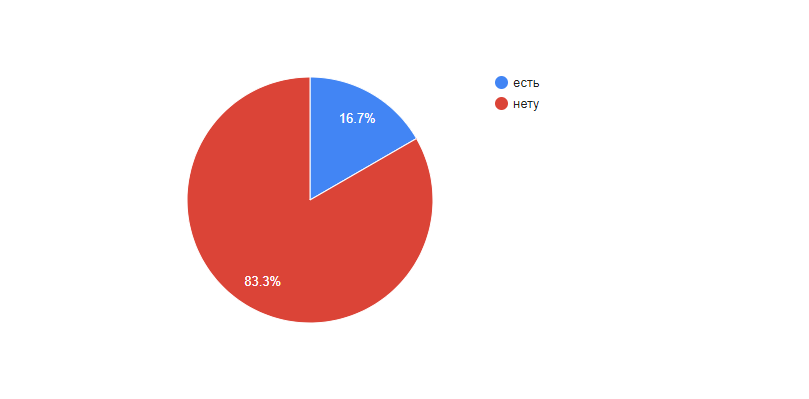 есть
нету
16.7%
83.3%